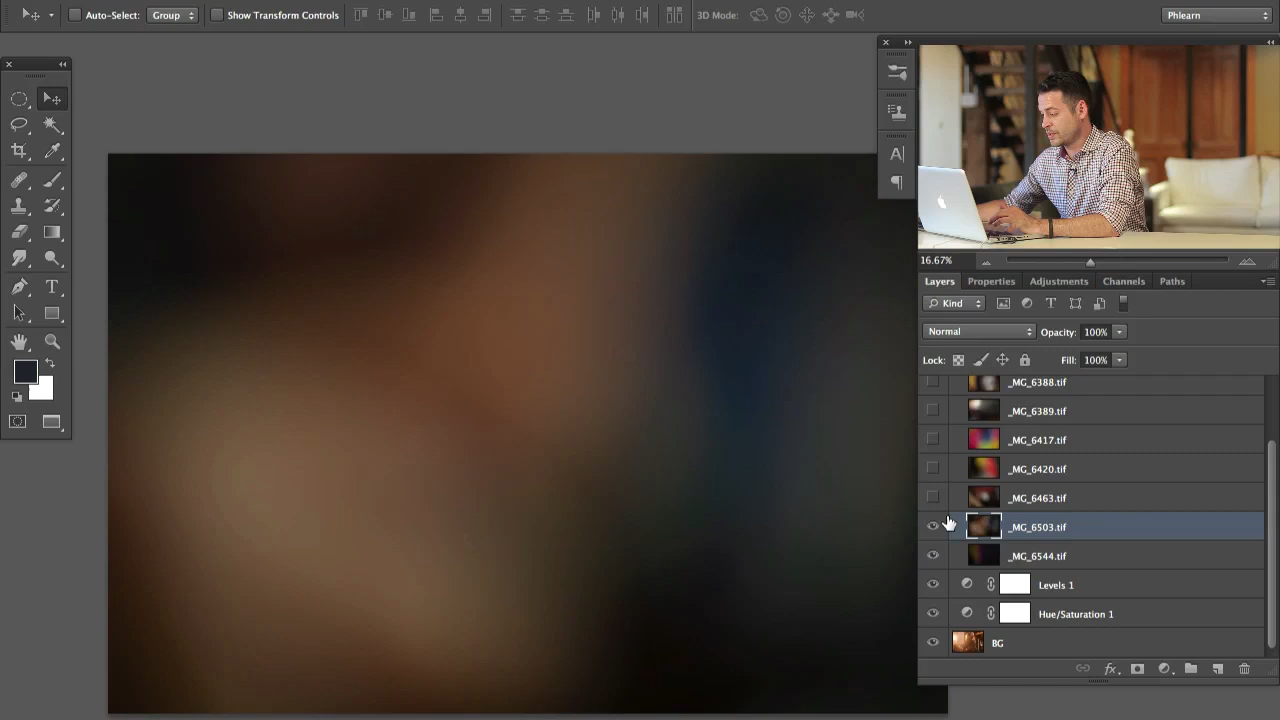 Auto-Select: Group Show Transform Controls 3D Mode: Phlearn
16.67%
Layers Properties Adjustments Channels Paths
Kind T
Normal Opacity: 100%
Lock: Fill: 100%
_MG_6388.tif
_MG_6389.tif
_MG_6417.tif
_MG_6420.tif
_MG_6463.tif
_MG_6503.tif
_MG_6544.tif
Levels 1
Hue/Saturation 1
BG
fx